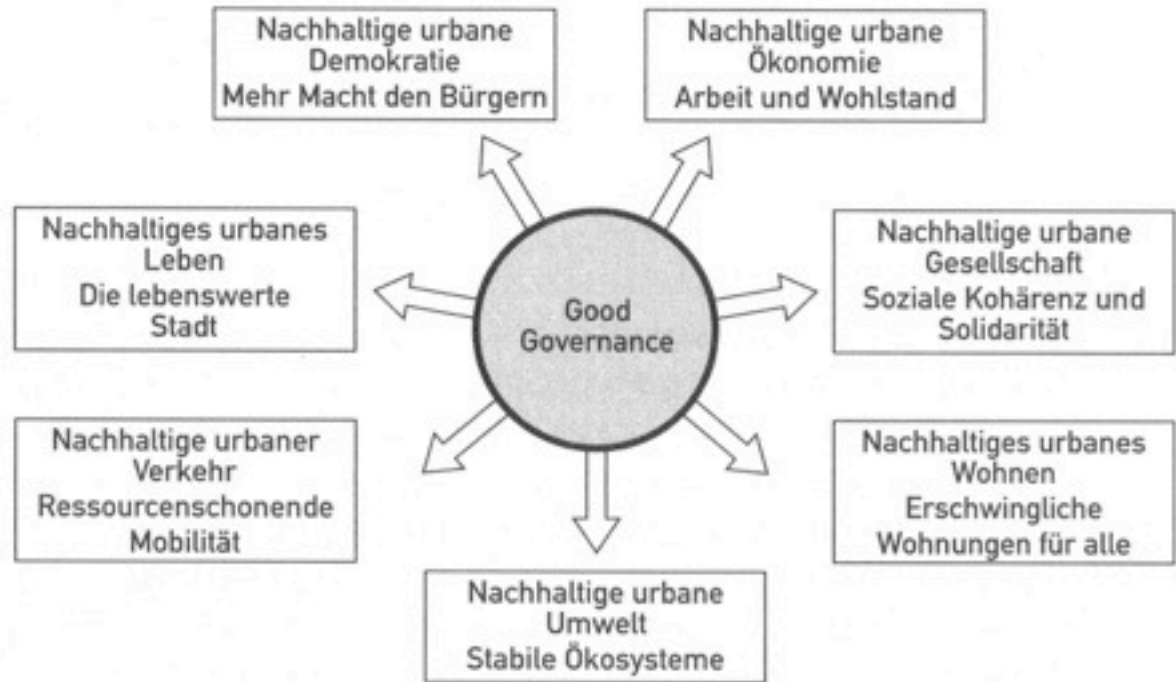 Nachhaltige urbane
Demokratie
Mehr Macht den Bürgern
Nachhaltige urbane
Ökonomie
Arbeit und Wohlstand
Nachhaltiges urbanes
Leben
Die lebenswerte
Stadt
Good
Governance
Nachhaltige urbane
Gesellschaft
Soziale Kohärenz und
Solidarität
Nachhaltige urbaner
Verkehr
Ressourcenschonende
Mobilität
Nachhaltiges urbanes
Wohnen
Erschwingliche
Wohnungen für alle
Nachhaltige urbane
Umwelt
Stabile Ökosysteme